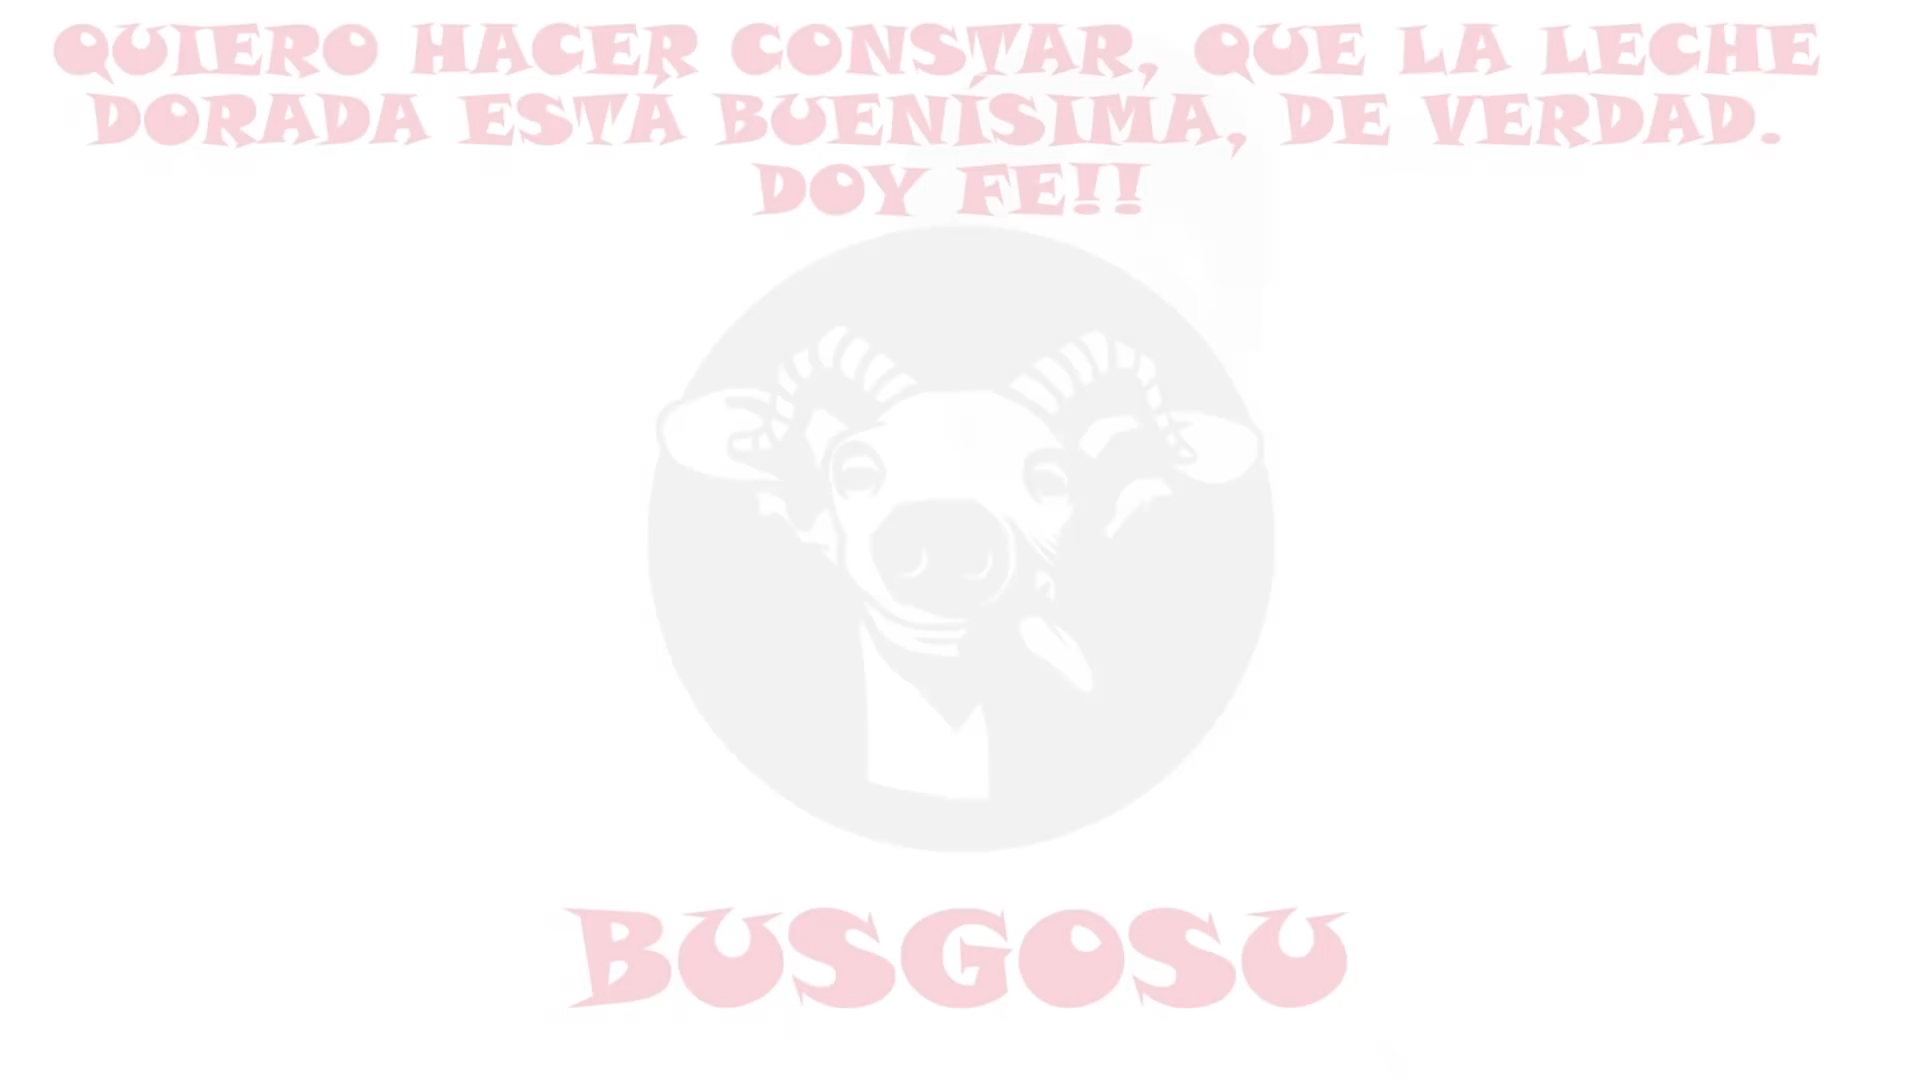 QUIERO HACER CONSTAR, QUE LA LECHE
DORADA ESTÁ BUENÍSIMA, DE VERDAD.
DOY FE!!
BUSGOSU